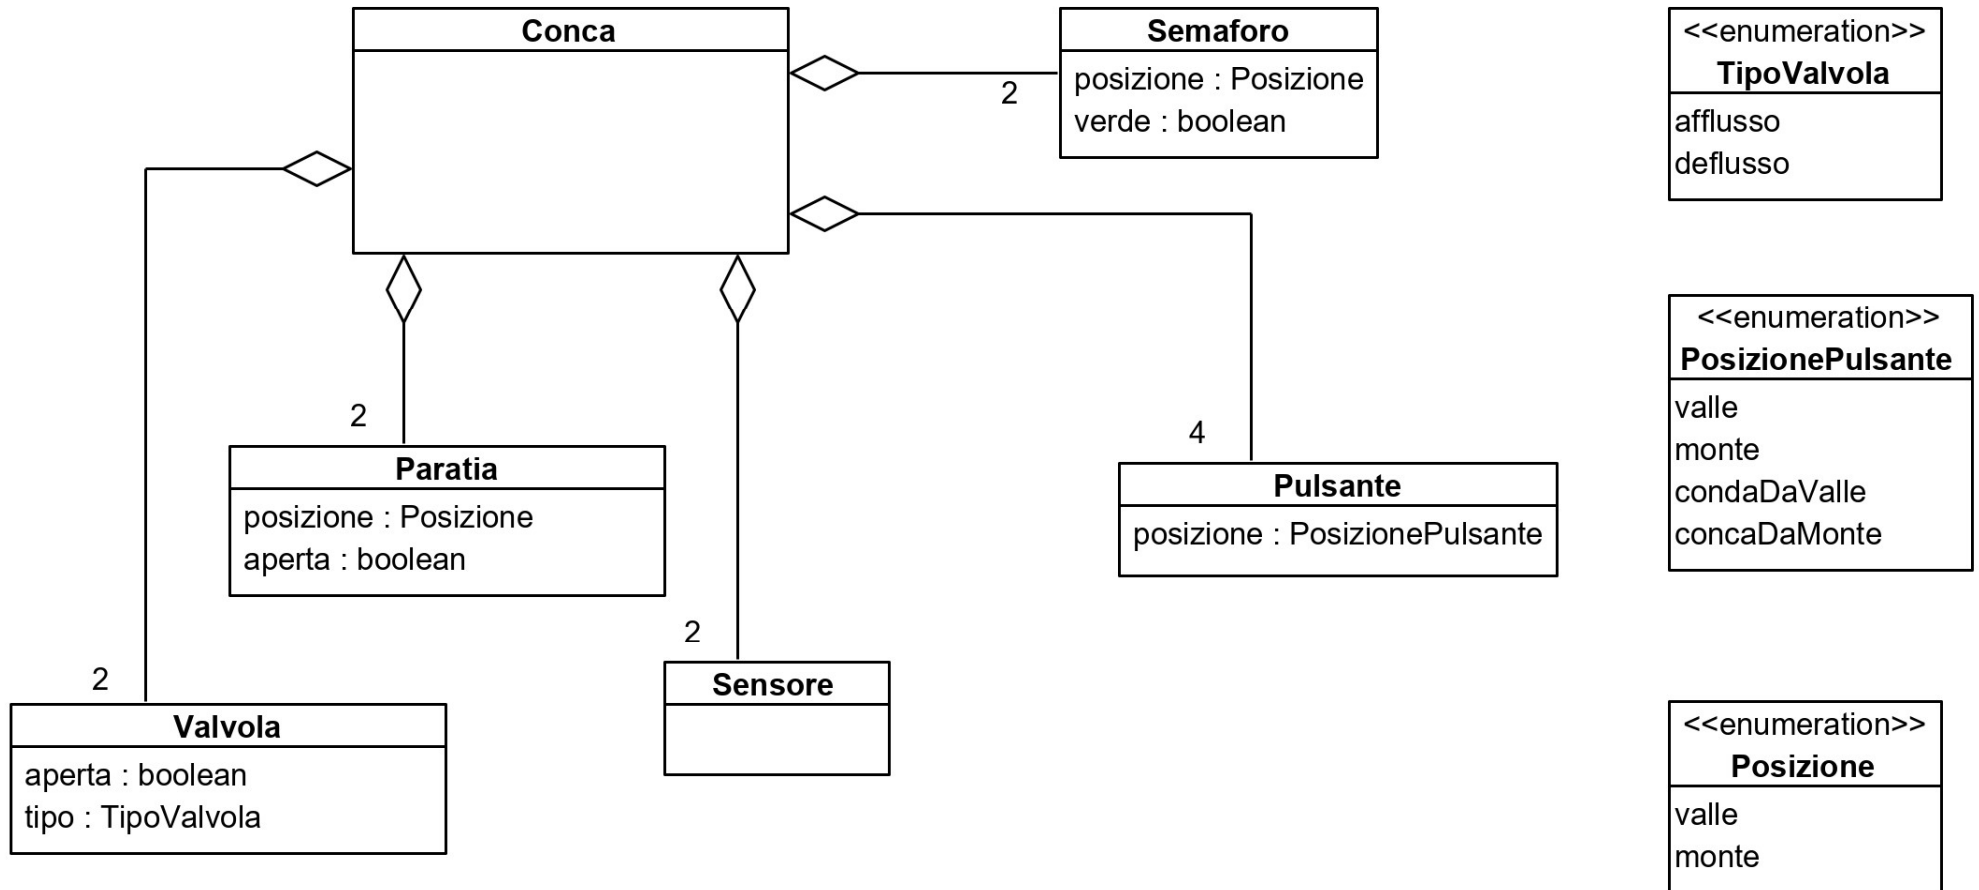 Conca
Semaforo
posizione : Posizione
verde : boolean
2
<<enumeration>>
TipoValvola
afflusso
deflusso
<<enumeration>>
PosizionePulsante
valle
monte
condaDaValle
concaDaMonte
2
Paratia
posizione : Posizione
aperta : boolean
4
Pulsante
posizione : PosizionePulsante
2
Sensore
2
Valvola
aperta : boolean
tipo : TipoValvola
<<enumeration>>
Posizione
valle
monte